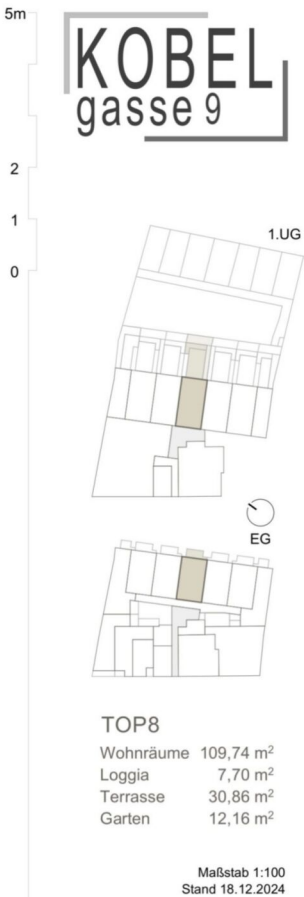 5m
2
1
0
KOBEL
gasse 9
1.UG
EG
TOP8
Wohnräume 109,74 m²
Loggia 7,70 m²
Terrasse 30,86 m²
Garten 12,16 m²
Maßstab 1:100
Stand 18.12.2024